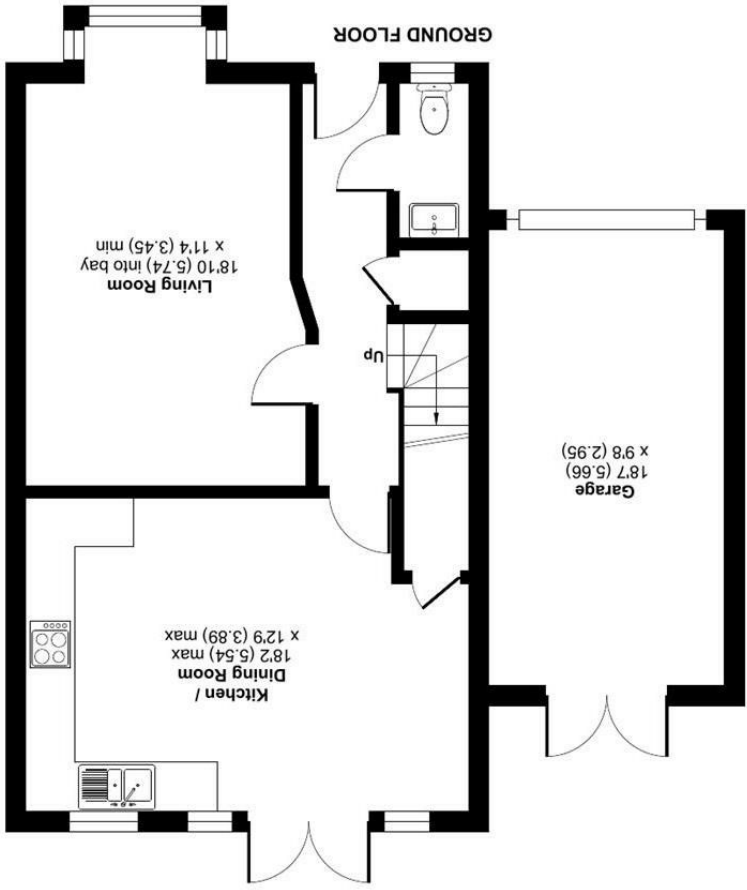 Kitchen /
Dining Room
18'2 (5.54) max
x 12'9 (3.89) max
Garage
18'7 (5.66)
x 9'8 (2.95)
Up
Living Room
18'10 (5.74) into bay
x 11'4 (3.45) min
GROUND FLOOR